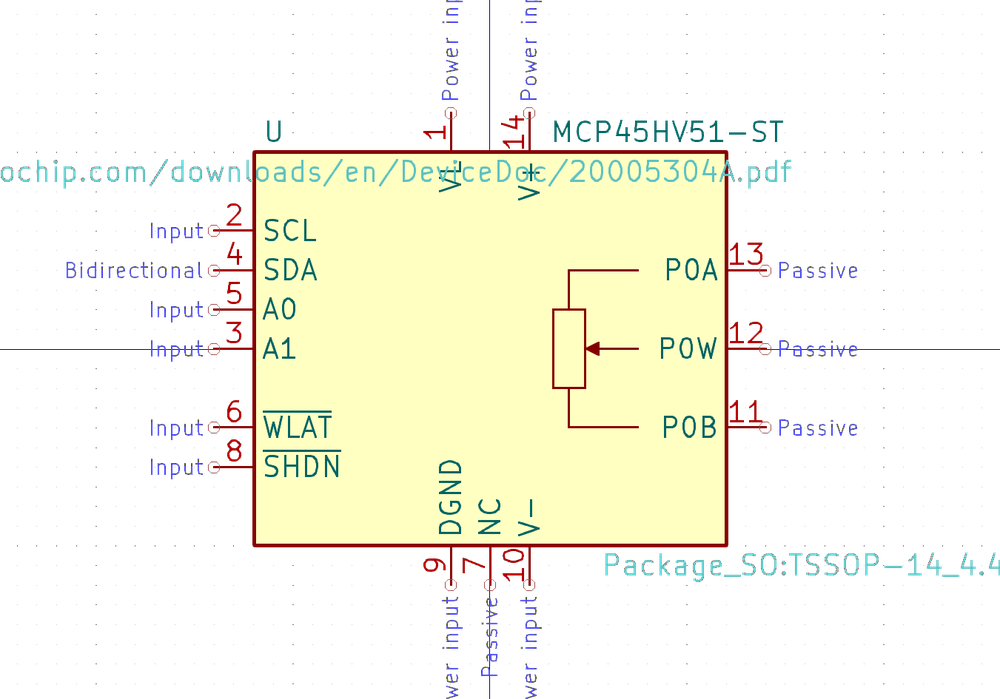 Power inp
Power inp
1
14
U
MCP45HV51-ST
ochip.com/downloads/en/DeviceDoc/20005304A.pdf
VL
V+
Input
2
SCL
Bidirectional
4
SDA
Input
5
A0
Input
3
A1
Input
6
WLAT
Input
8
SHDN
P0A
13
Passive
P0W
12
Passive
P0B
11
Passive
DGND
NC
V-
9
7
10
Package_SO:TSSOP-14_4.4
wer input
Passive
wer input